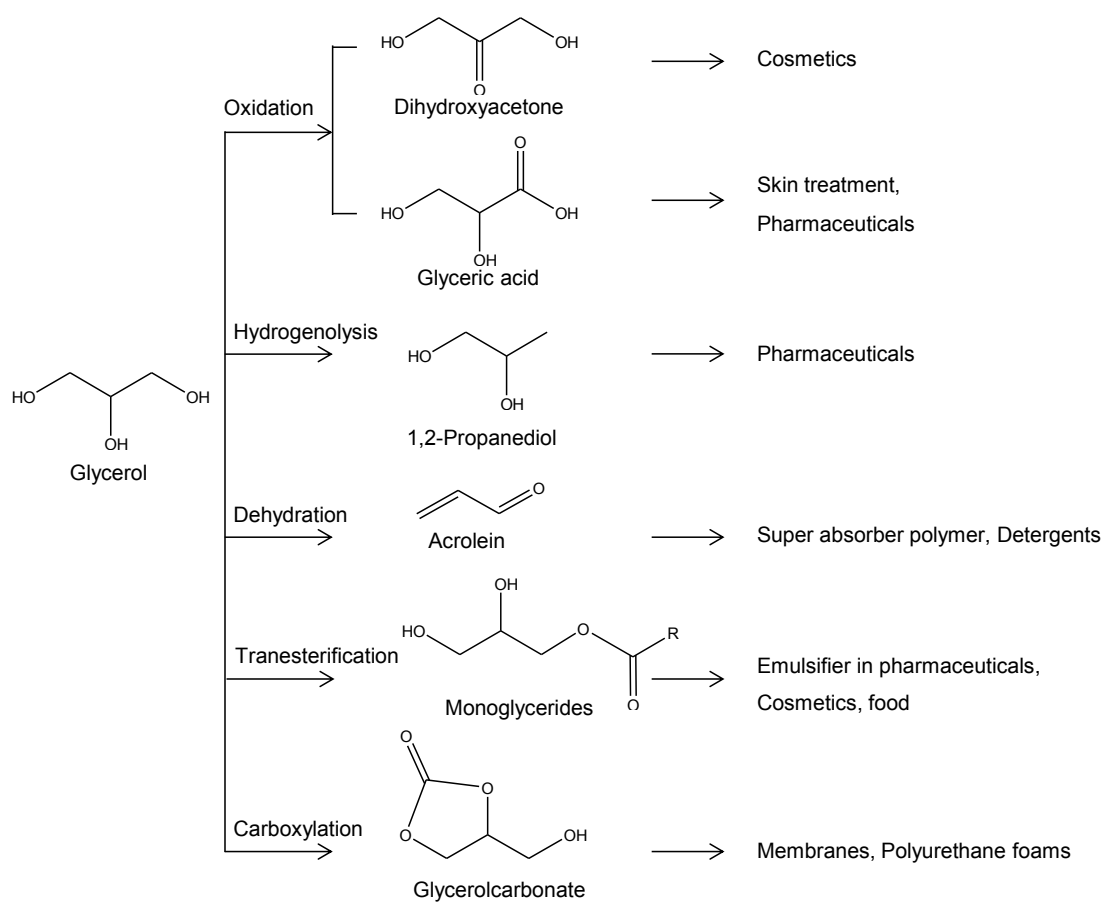 HO
OH
O
Dihydroxyacetone
Cosmetics
Oxidation
O
HO
OH
OH
Glyceric acid
Skin treatment,
Pharmaceuticals
Hydrogenolysis
HO
OH
1,2-Propanediol
Pharmaceuticals
HO
OH
OH
Glycerol
Dehydration
O
Acrolein
Super absorber polymer, Detergents
Tranesterification
OH
HO
O
R
O
Monoglycerides
Emulsifier in pharmaceuticals,
Cosmetics, food
Carboxylation
O
O
O
OH
Glycerolcarbonate
Membranes, Polyurethane foams